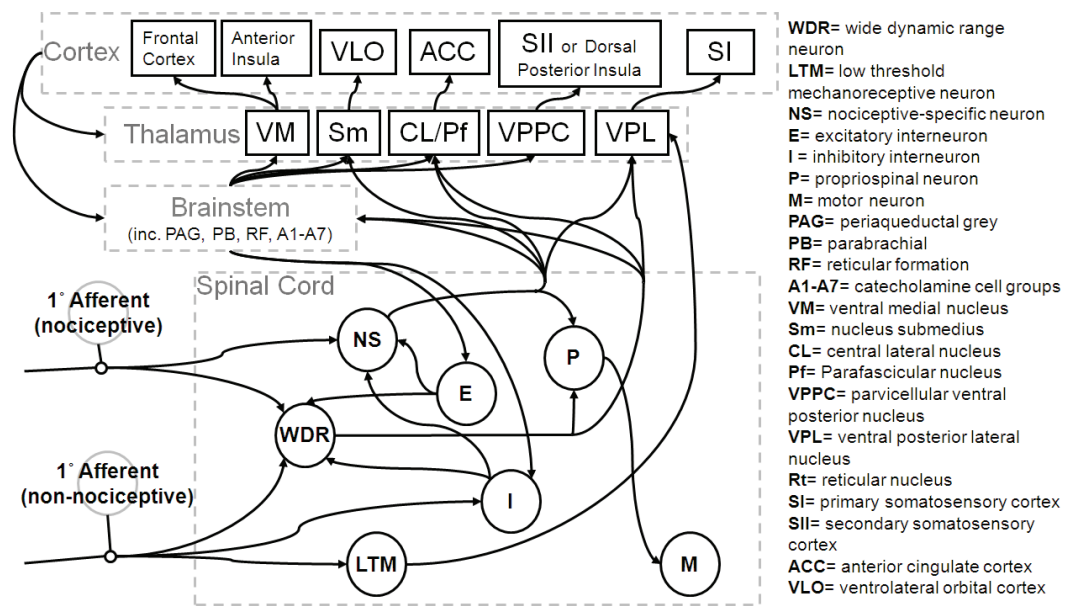 Cortex
Frontal
Cortex
Anterior
Insula
VLO
ACC
SII or Dorsal
Posterior Insula
SI
Thalamus
VM
Sm
CL/Pf
VPPC
VPL
Brainstem
(inc. PAG, PB, RF, A1-A7)
Spinal Cord
1° Afferent
(nociceptive)
NS
P
E
WDR
1° Afferent
(non-nociceptive)
I
LTM
M
WDR= wide dynamic range
neuron
LTM= low threshold
mechanoreceptive neuron
NS= nociceptive-specific neuron
E= excitatory interneuron
I = inhibitory interneuron
P= propriospinal neuron
M= motor neuron
PAG= periaqueductal grey
PB= parabrachial
RF= reticular formation
A1-A7= catecholamine cell groups
VM= ventral medial nucleus
Sm= nucleus submedius
CL= central lateral nucleus
Pf= Parafascicular nucleus
VPPC= parvicellular ventral
posterior nucleus
VPL= ventral posterior lateral
nucleus
Rt= reticular nucleus
SI= primary somatosensory cortex
SII= secondary somatosensory
cortex
ACC= anterior cingulate cortex
VLO= ventrolateral orbital cortex